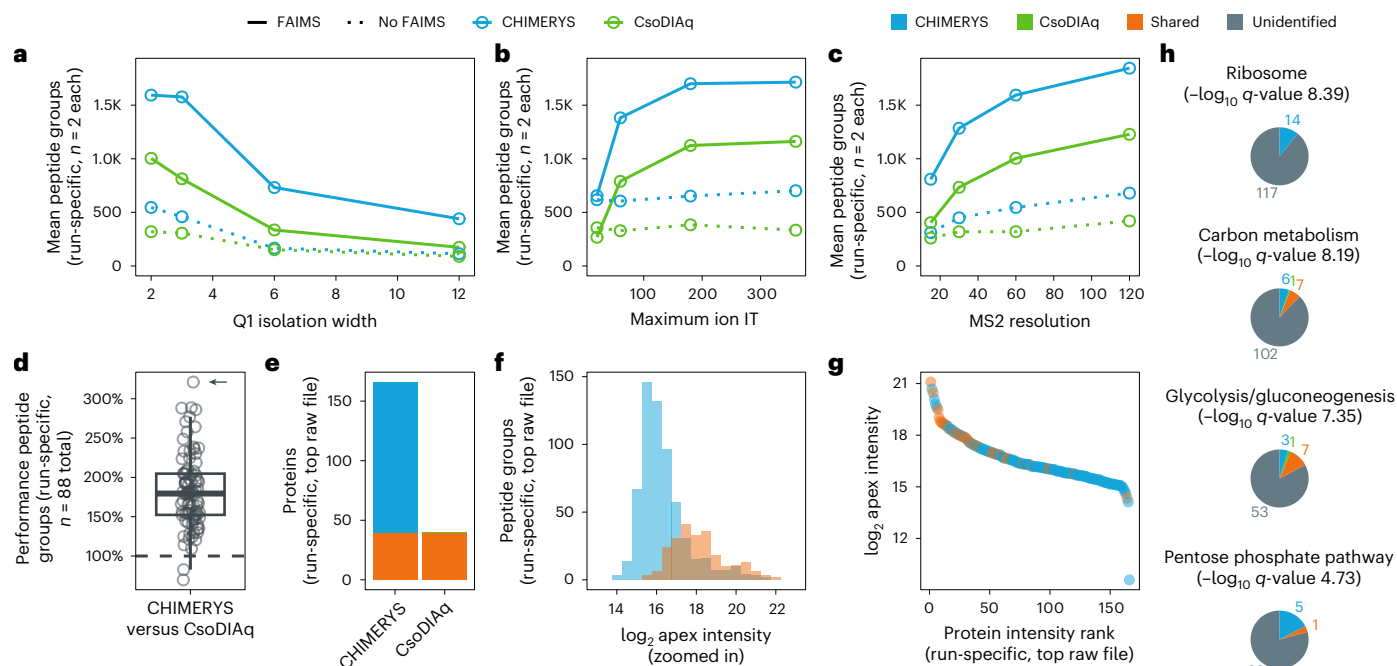 FAIMS No FAIMS CHIMERYS CsoDIAq
CHIMERYS CsoDIAq Shared Unidentified
a
Mean peptide groups
(run-specific, n = 2 each)
1.5K
1.0K
500
0
2 4 6 8 10 12
Q1 isolation width
b
Mean peptide groups
(run-specific, n = 2 each)
1.5K
1.0K
500
0
100 200 300
Maximum ion IT
c
Mean peptide groups
(run-specific, n = 2 each)
1.5K
1.0K
500
0
20 40 60 80 100 120
MS2 resolution
d
Performance peptide
groups (run-specific,
n = 88 total)
300%
250%
200%
150%
100%
CHIMERYS
versus CsoDIAq
e
Proteins
(run-specific, top raw file)
150
100
50
0
CHIMERYS
CsoDIAq
f
Peptide groups
(run-specific, top raw file)
150
100
50
0
14 16 18 20 22
log2 apex intensity
(zoomed in)
g
log2 apex intensity
21
18
15
12
0 50 100 150
Protein intensity rank
(run-specific, top raw file)
h
Ribosome
(–log10 q-value 8.39)
14
117
Carbon metabolism
(–log10 q-value 8.19)
6 1 7
102
Glycolysis/gluconeogenesis
(–log10 q-value 7.35)
3 1 7
53
Pentose phosphate pathway
(–log10 q-value 4.73)
5
1